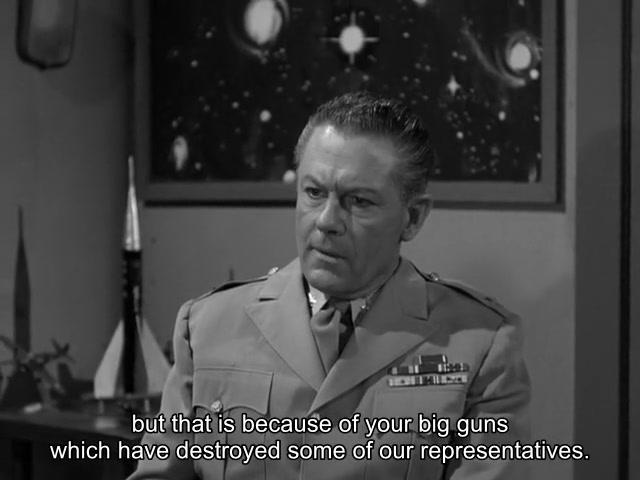 but that is because of your big guns
which have destroyed some of our representatives.